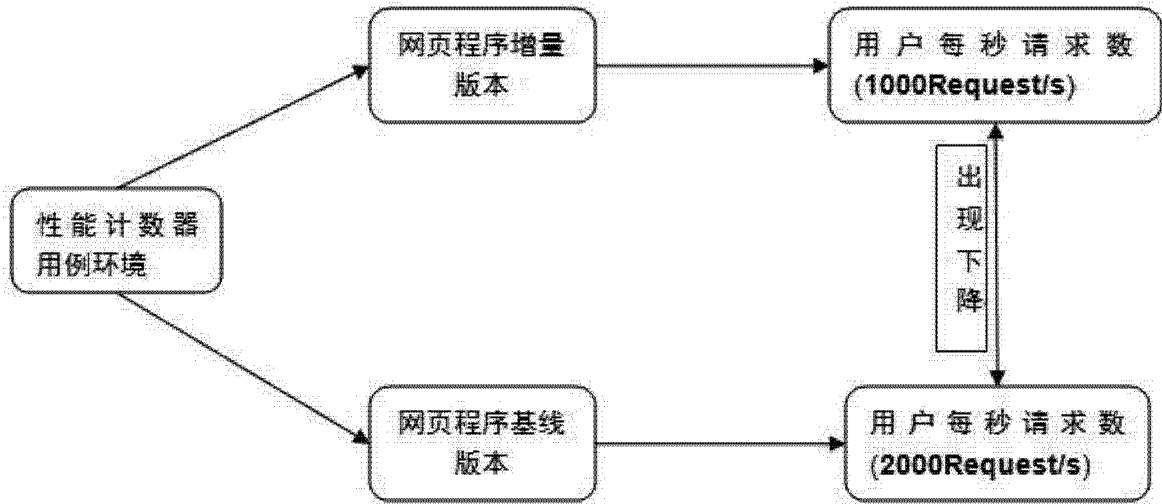 网页程序增量
版本
用户每秒请求数
(1000Request/s)
性能计数器
用例环境
出
现
下
降
网页程序基线
版本
用户每秒请求数
(2000Request/s)